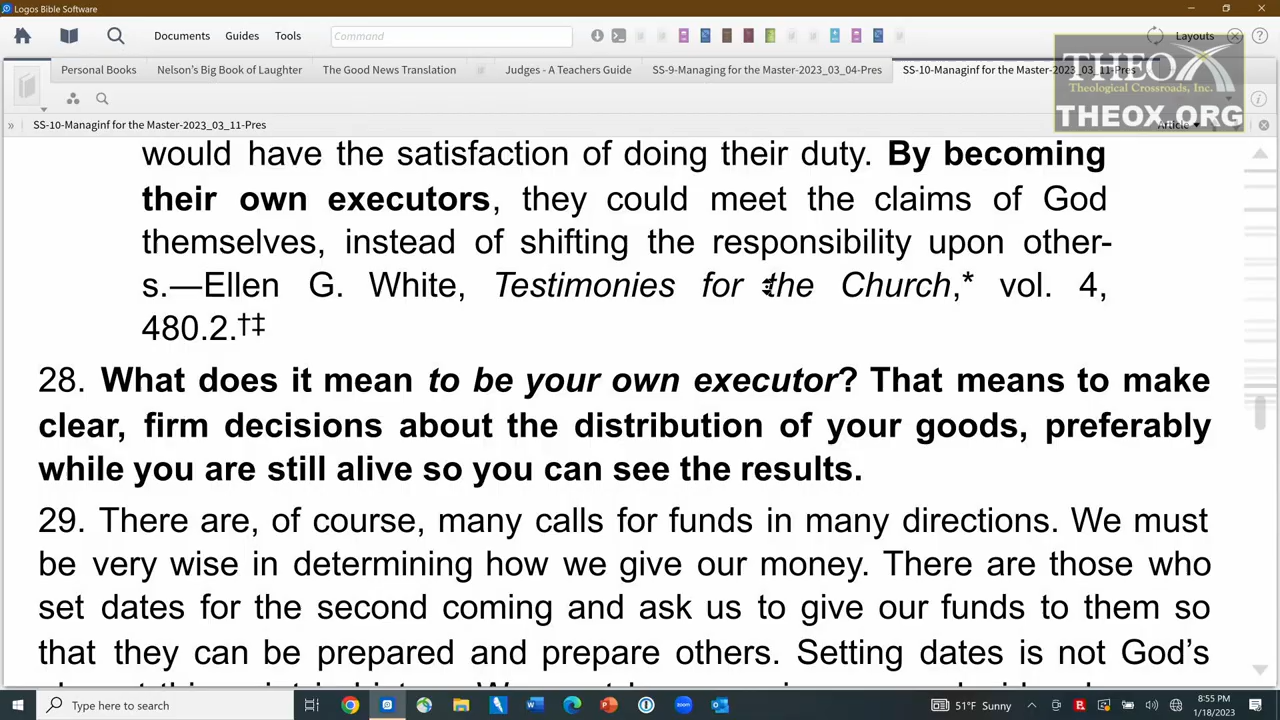 Logos Bible Software
Documents Guides Tools Command Layouts
Personal Books Nelson's Big Book of Laughter The Ga Judges - A Teachers Guide SS-9-Managing for the Master-2023_03_04-Pres SS-10-Managinf for the Master-2023_03_11-Pres
THEO
Theological Crossroads, Inc.
THEOX.ORG
SS-10-Managinf for the Master-2023_03_11-Pres Article
would have the satisfaction of doing their duty. By becoming
their own executors, they could meet the claims of God
themselves, instead of shifting the responsibility upon other-
s.—Ellen G. White, Testimonies for the Church,* vol. 4,
480.2.†‡
28. What does it mean to be your own executor? That means to make
clear, firm decisions about the distribution of your goods, preferably
while you are still alive so you can see the results.
29. There are, of course, many calls for funds in many directions. We must
be very wise in determining how we give our money. There are those who
set dates for the second coming and ask us to give our funds to them so
that they can be prepared and prepare others. Setting dates is not God's
Type here to search 51°F Sunny 8:55 PM
1/18/2023